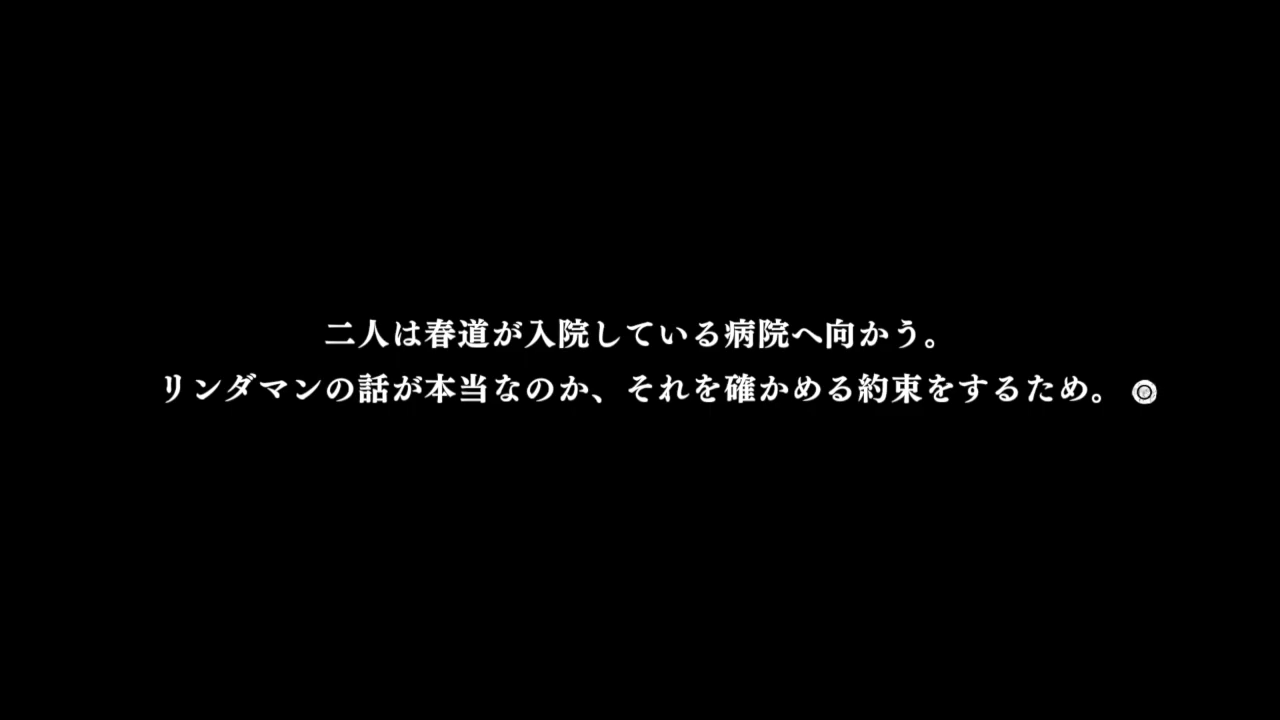 二人は春道が入院している病院へ向かう。
リンダマンの話が本当なのか、それを確かめる約束をするため。